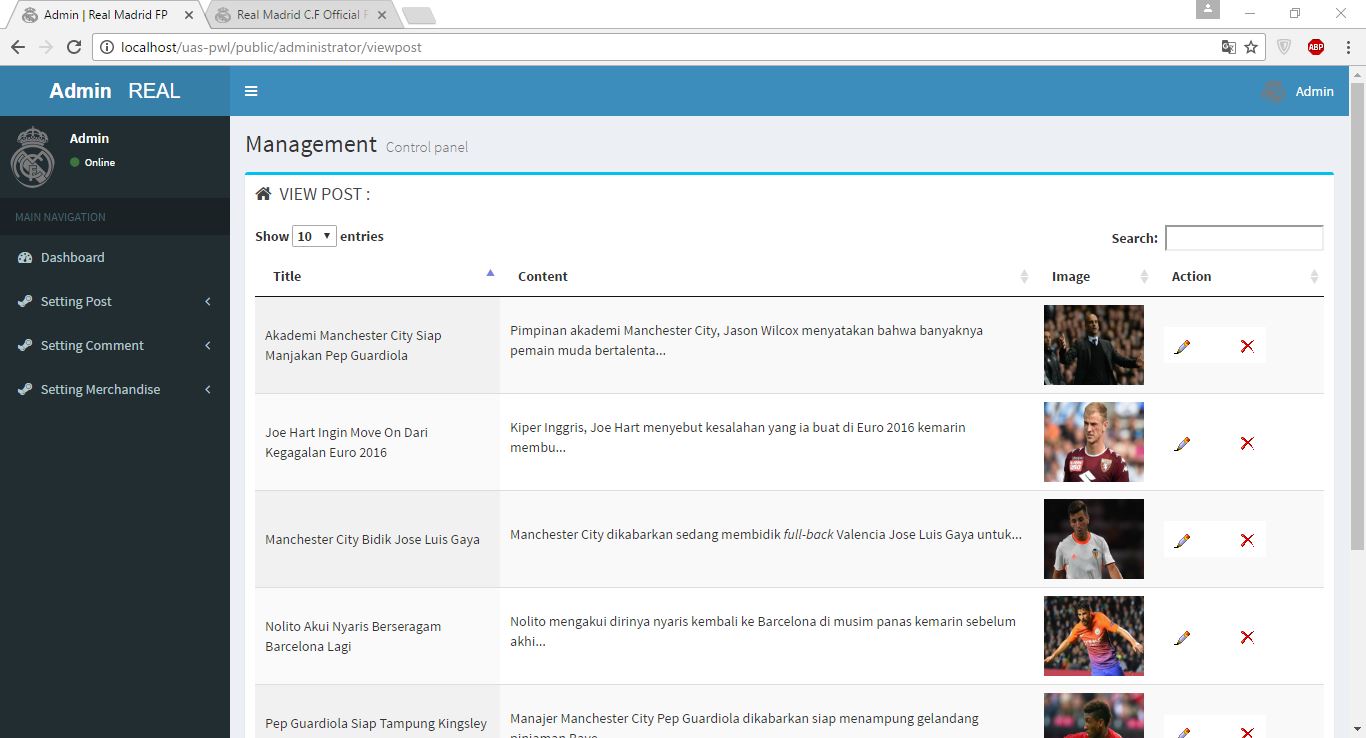 Admin | Real Madrid FP
Real Madrid C.F Official F
localhost/uas-pwl/public/administrator/viewpost
ABP
Admin REAL
Admin
Admin
Online
MAIN NAVIGATION
Dashboard
Setting Post
Setting Comment
Setting Merchandise
Management Control panel
VIEW POST :
Show 10 entries
Search:
Title Content Image Action
Akademi Manchester City Siap
Manjakan Pep Guardiola
Pimpinan akademi Manchester City, Jason Wilcox menyatakan bahwa banyaknya
pemain muda bertalenta...
Joe Hart Ingin Move On Dari
Kegagalan Euro 2016
Kiper Inggris, Joe Hart menyebut kesalahan yang ia buat di Euro 2016 kemarin
membu...
Manchester City Bidik Jose Luis Gaya
Manchester City dikabarkan sedang membidik full-back Valencia Jose Luis Gaya untuk...
Nolito Akui Nyaris Berseragam
Barcelona Lagi
Nolito mengakui dirinya nyaris kembali ke Barcelona di musim panas kemarin sebelum
akhi...
Pep Guardiola Siap Tampung Kingsley
Manajer Manchester City Pep Guardiola dikabarkan siap menampung gelandang
pinjaman Baye